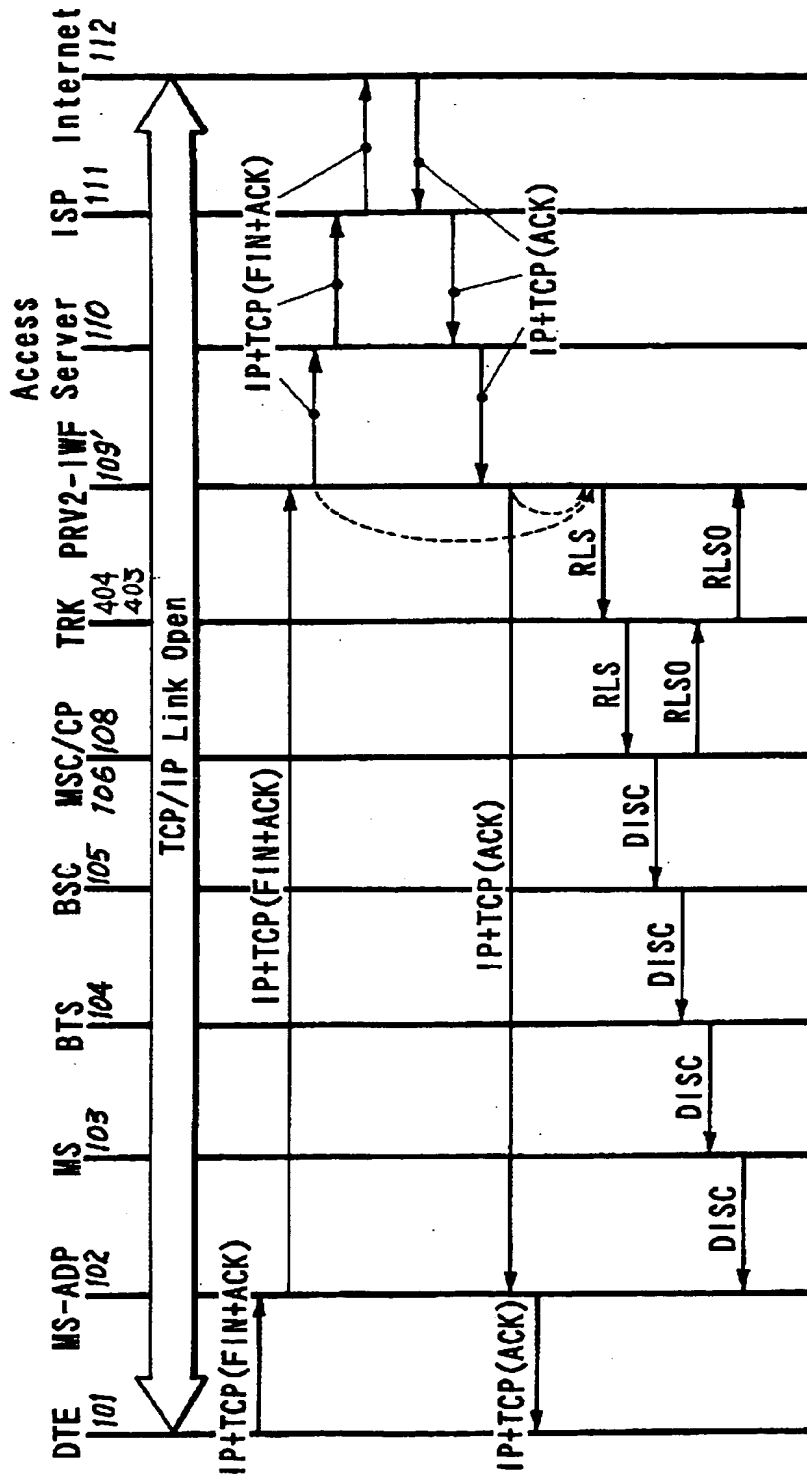 DTE MS-ADP MS BTS BSC MSC/CP TRK PRV2-IWF Access Server ISP Internet
101 102 103 104 105 106 108 403 404 109' 110 111 112
TCP/IP Link Open
IP+TCP(FIN+ACK)
IP+TCP(FIN+ACK)
IP+TCP(FIN+ACK)
IP+TCP(ACK)
IP+TCP(ACK)
IP+TCP(ACK)
RLS
RLS
DISC
DISC
DISC
DISC
RLSO
RLSO